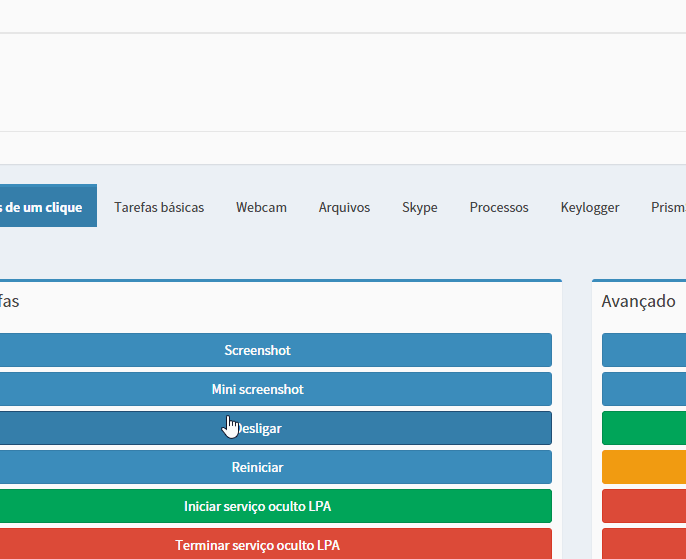 s de um clique Tarefas básicas Webcam Arquivos Skype Processos Keylogger Prism
fas
Avançado
Screenshot
Mini screenshot
esligar
Reiniciar
Iniciar serviço oculto LPA
Terminar serviço oculto LPA